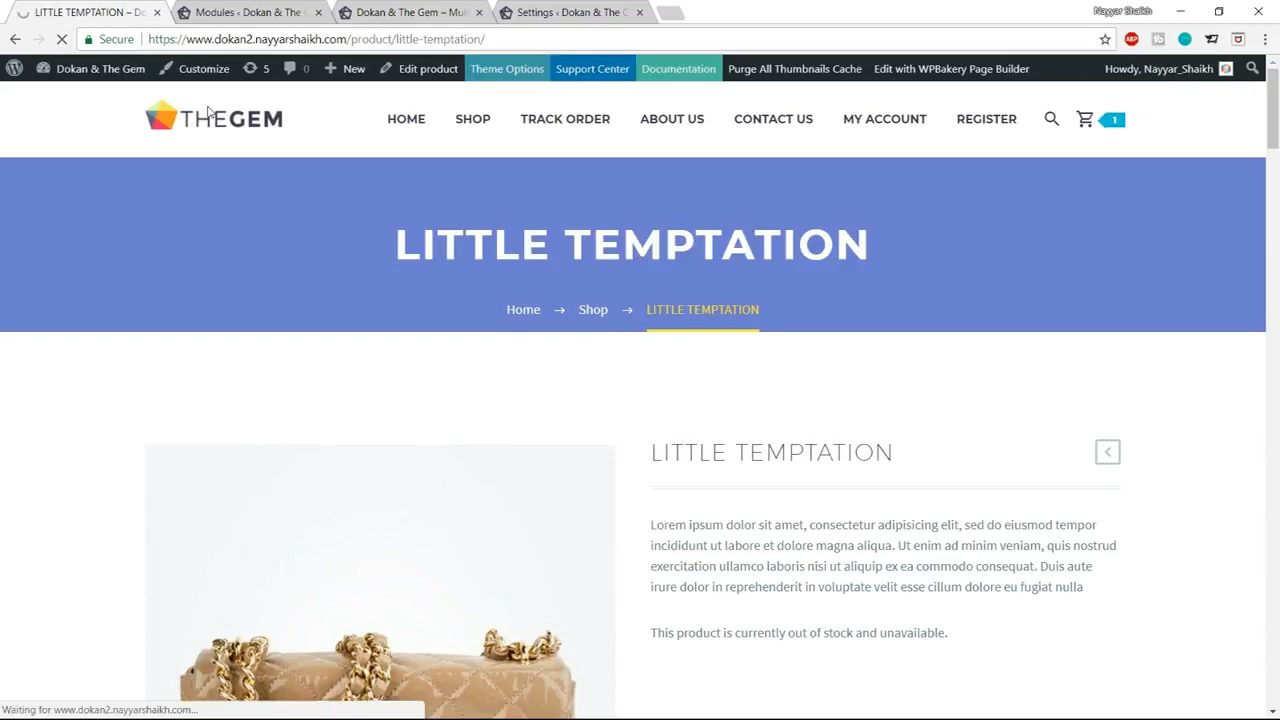 LITTLE TEMPTATION – Do
Modules ‹ Dokan & The G
Dokan & The Gem – Mul
Settings ‹ Dokan & The G
Nayyar Shaikh
Secure
https://www.dokan2.nayyarshaikh.com/product/little-temptation/
ABP
Dokan & The Gem
Customize
5
0
New
Edit product
Theme Options
Support Center
Documentation
Purge All Thumbnails Cache
Edit with WPBakery Page Builder
Howdy, Nayyar_Shaikh
THEGEM
HOME
SHOP
TRACK ORDER
ABOUT US
CONTACT US
MY ACCOUNT
REGISTER
1
LITTLE TEMPTATION
Home → Shop → LITTLE TEMPTATION
LITTLE TEMPTATION
Lorem ipsum dolor sit amet, consectetur adipisicing elit, sed do eiusmod tempor
incididunt ut labore et dolore magna aliqua. Ut enim ad minim veniam, quis nostrud
exercitation ullamco laboris nisi ut aliquip ex ea commodo consequat. Duis aute
irure dolor in reprehenderit in voluptate velit esse cillum dolore eu fugiat nulla
This product is currently out of stock and unavailable.
Waiting for www.dokan2.nayyarshaikh.com...